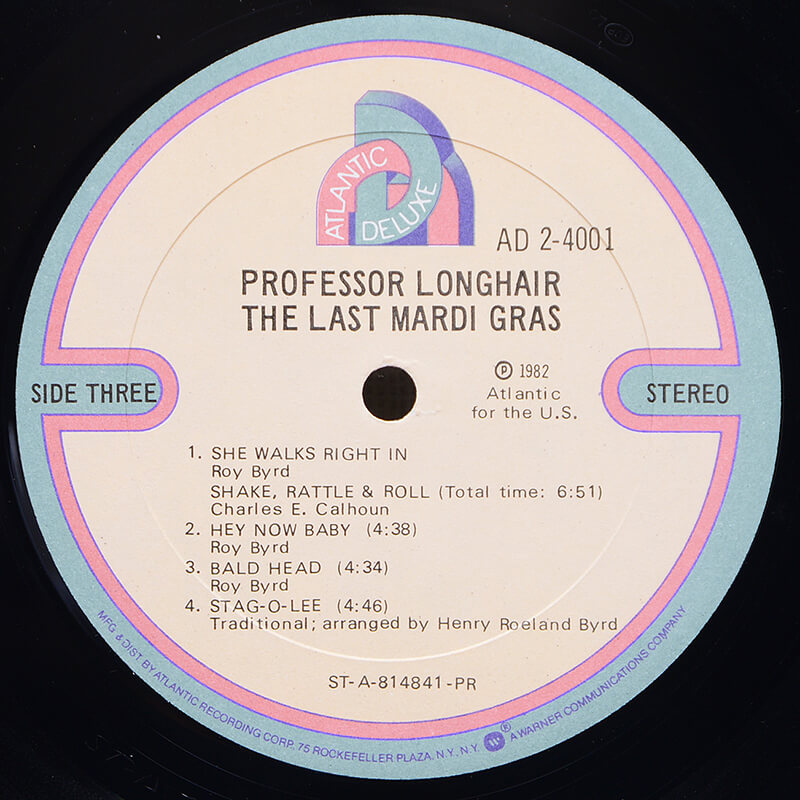 ATLANTIC
DELUXE
AD 2-4001
PROFESSOR LONGHAIR
THE LAST MARDI GRAS
SIDE THREE
℗ 1982
Atlantic
for the U.S.
STEREO
1. SHE WALKS RIGHT IN
Roy Byrd
SHAKE, RATTLE & ROLL (Total time: 6:51)
Charles E. Calhoun
2. HEY NOW BABY (4:38)
Roy Byrd
3. BALD HEAD (4:34)
Roy Byrd
4. STAG-O-LEE (4:46)
Traditional; arranged by Henry Roeland Byrd
ST-A-814841-PR
MFG & DIST. BY ATLANTIC RECORDING CORP. 75 ROCKEFELLER PLAZA, N.Y., N.Y. ® A WARNER COMMUNICATIONS COMPANY